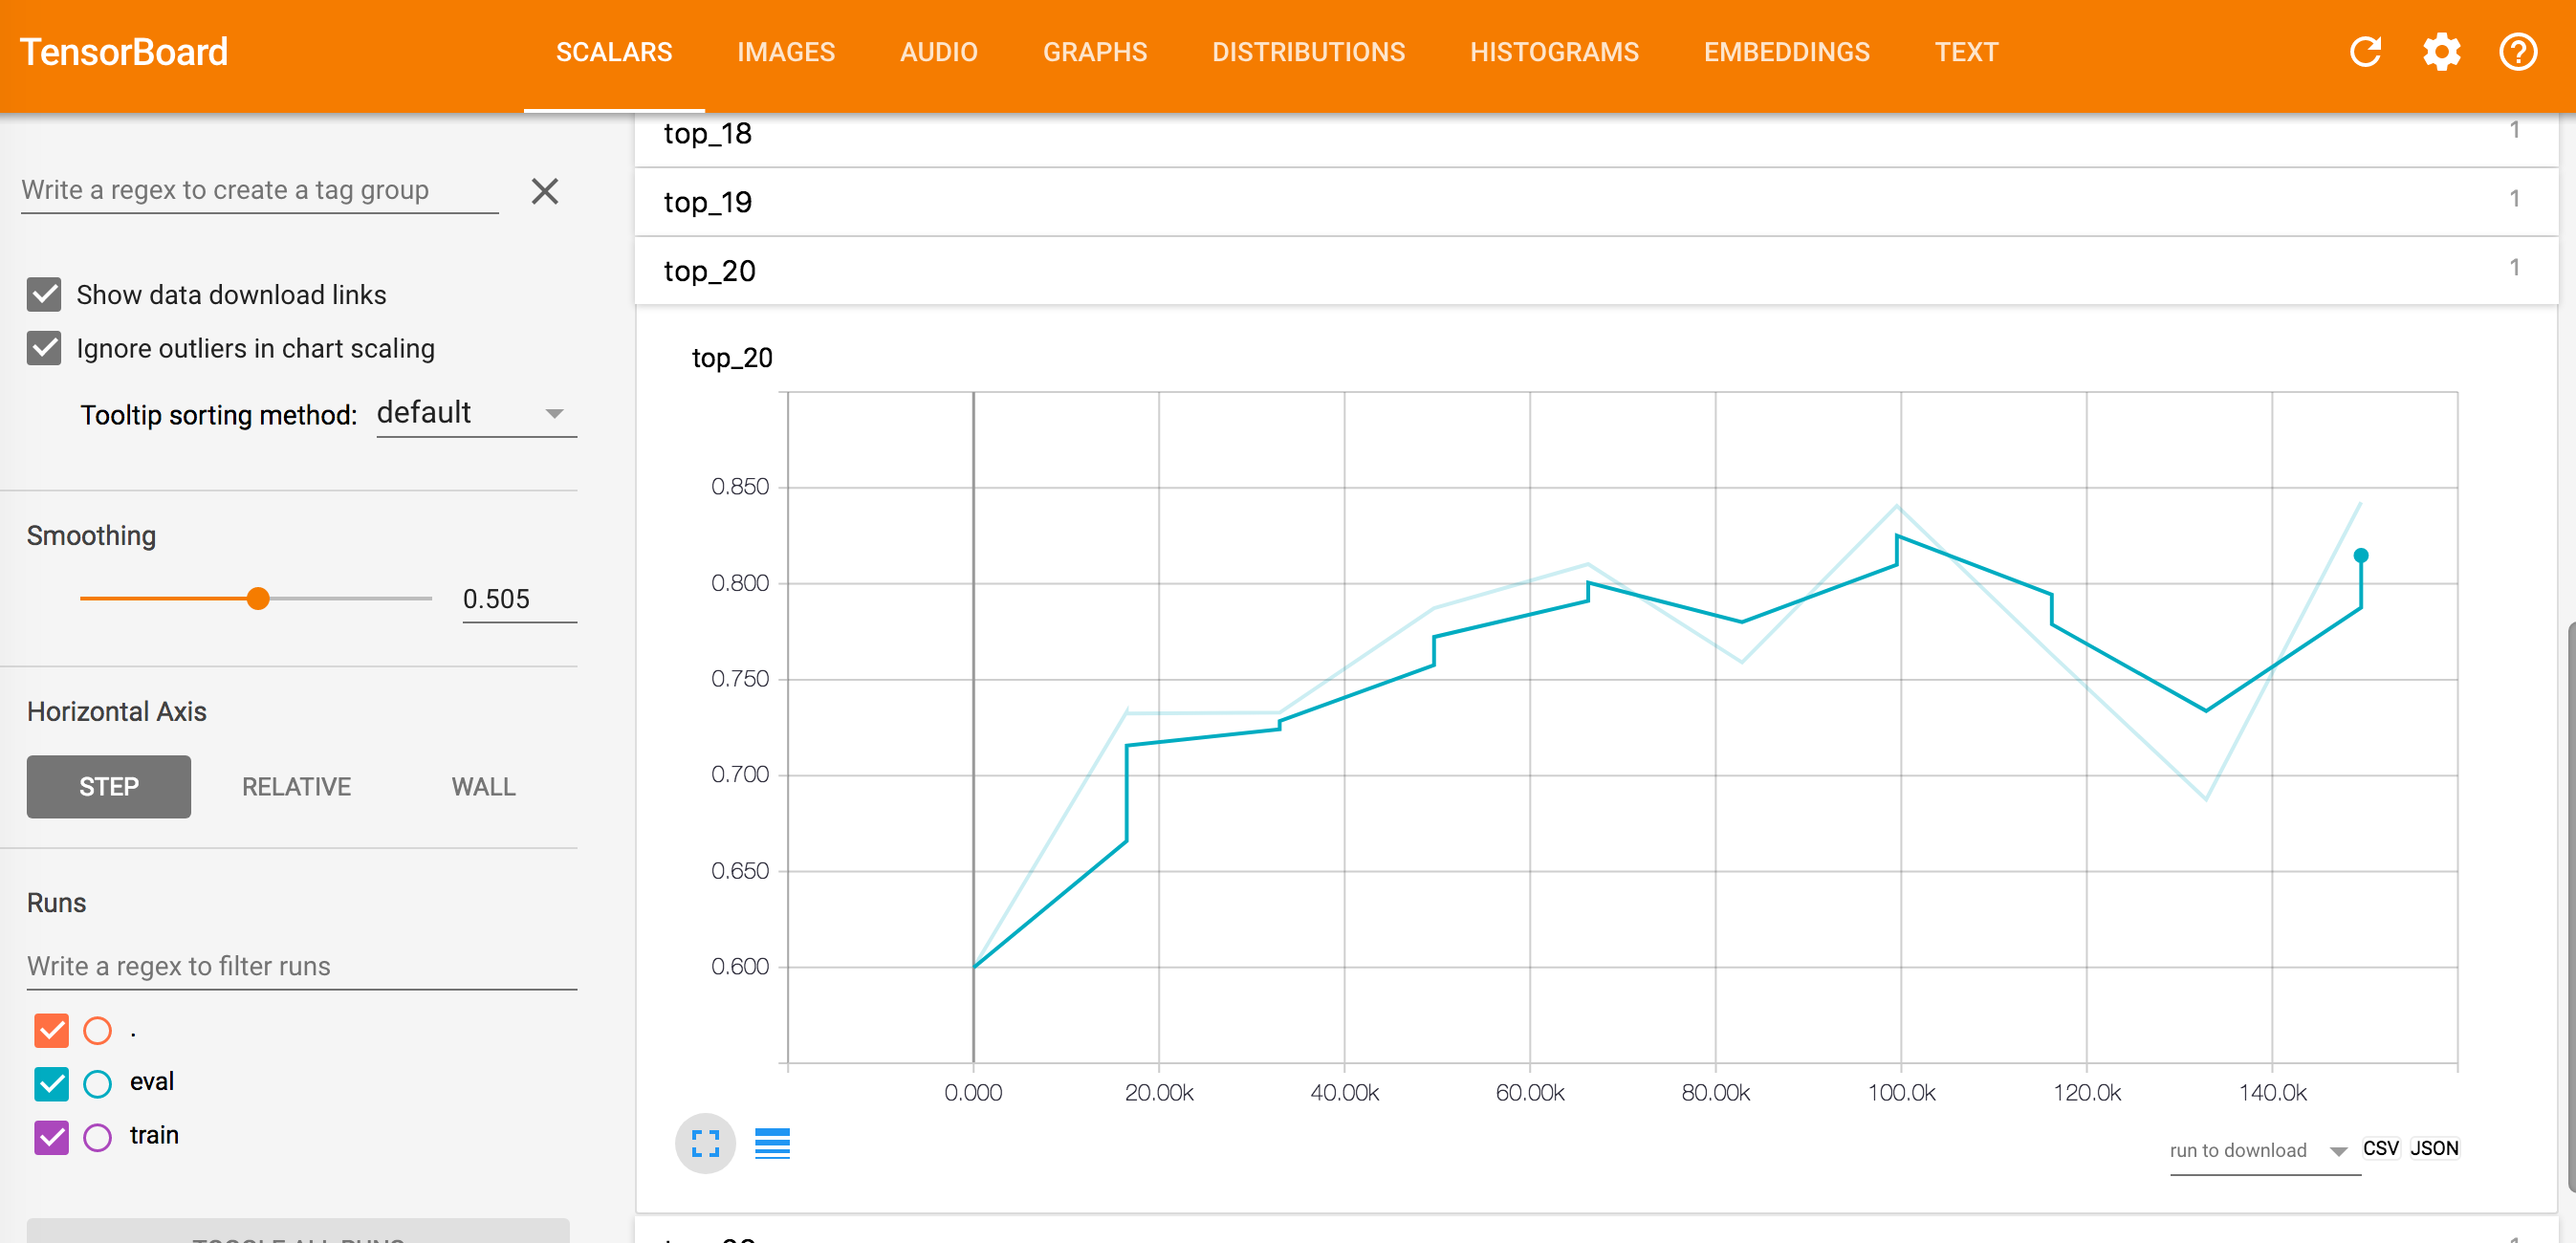 TensorBoard
SCALARS IMAGES AUDIO GRAPHS DISTRIBUTIONS HISTOGRAMS EMBEDDINGS TEXT
Write a regex to create a tag group
Show data download links
Ignore outliers in chart scaling
Tooltip sorting method: default
Smoothing
0.505
Horizontal Axis
STEP RELATIVE WALL
Runs
Write a regex to filter runs
.
eval
train
top_18 1
top_19 1
top_20 1
top_20
0.850
0.800
0.750
0.700
0.650
0.600
0.000 20.00k 40.00k 60.00k 80.00k 100.0k 120.0k 140.0k
run to download CSV JSON